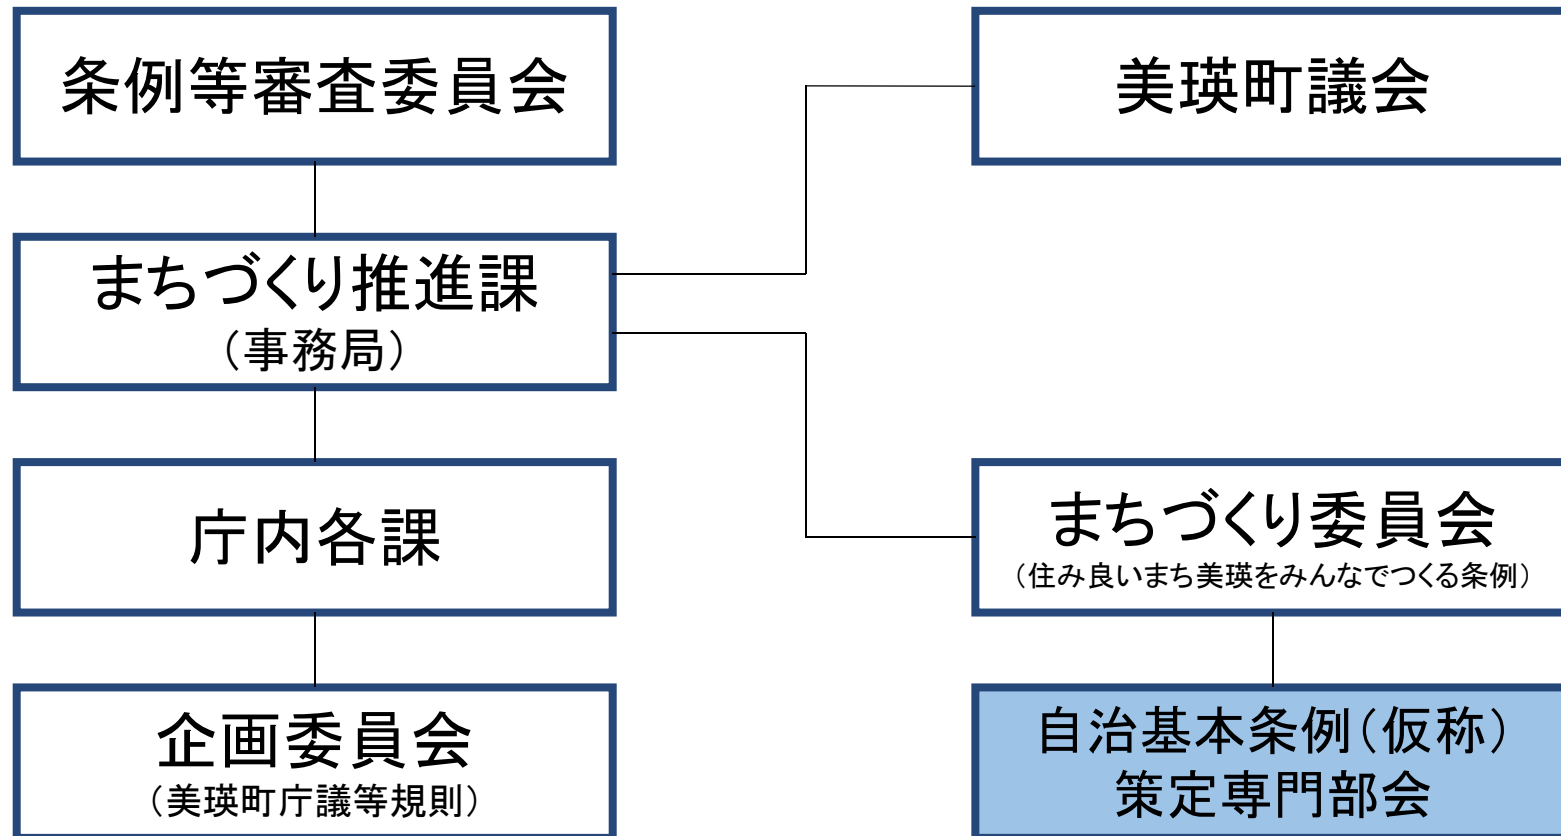 条例等審査委員会
美瑛町議会
まちづくり推進課
（事務局）
庁内各課
まちづくり委員会
（住み良いまち美瑛をみんなでつくる条例）
企画委員会
（美瑛町庁議等規則）
自治基本条例（仮称）
策定専門部会